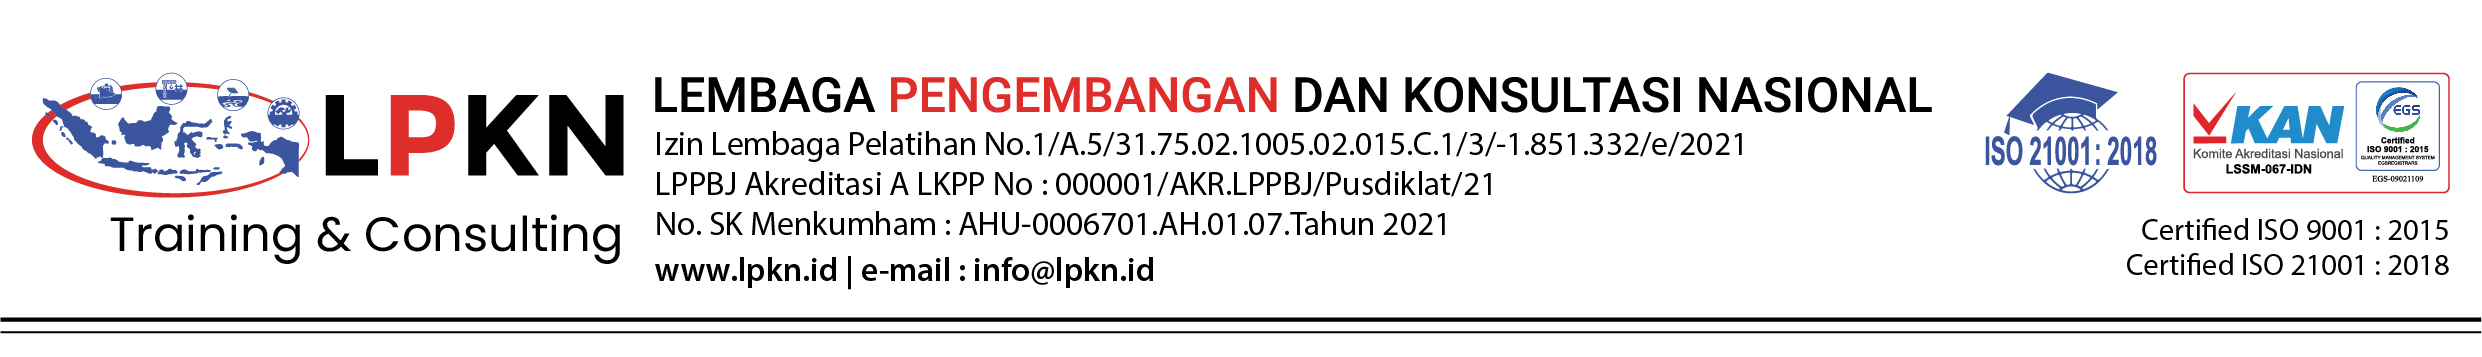 LPKN
Training & Consulting
LEMBAGA PENGEMBANGAN DAN KONSULTASI NASIONAL
Izin Lembaga Pelatihan No.1/A.5/31.75.02.1005.02.015.C.1/3/-1.851.332/e/2021
LPPBJ Akreditasi A LKPP No : 000001/AKR.LPPBJ/Pusdiklat/21
No. SK Menkumham : AHU-0006701.AH.01.07.Tahun 2021
www.lpkn.id | e-mail : info@lpkn.id
ISO 21001 : 2018
KAN
Komite Akreditasi Nasional
LSSM-067-IDN
EGS
Certified
ISO 9001 : 2015
QUALITY MANAGEMENT SYSTEM
EGSREGISTRARS
EGS-09021109
Certified ISO 9001 : 2015
Certified ISO 21001 : 2018